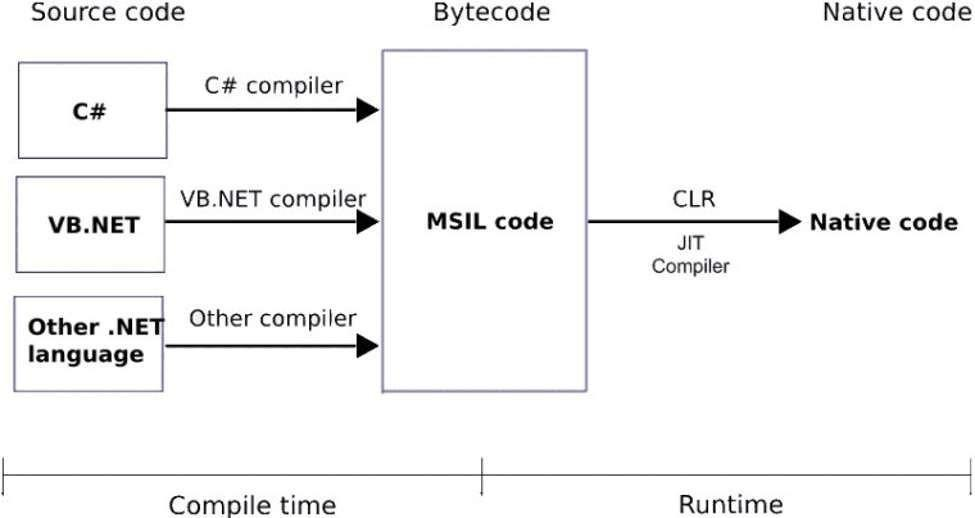 Source code
Bytecode
Native code
C#
C# compiler
VB.NET
VB.NET compiler
Other .NET
language
Other compiler
MSIL code
CLR
JIT
Compiler
Native code
Compile time
Runtime